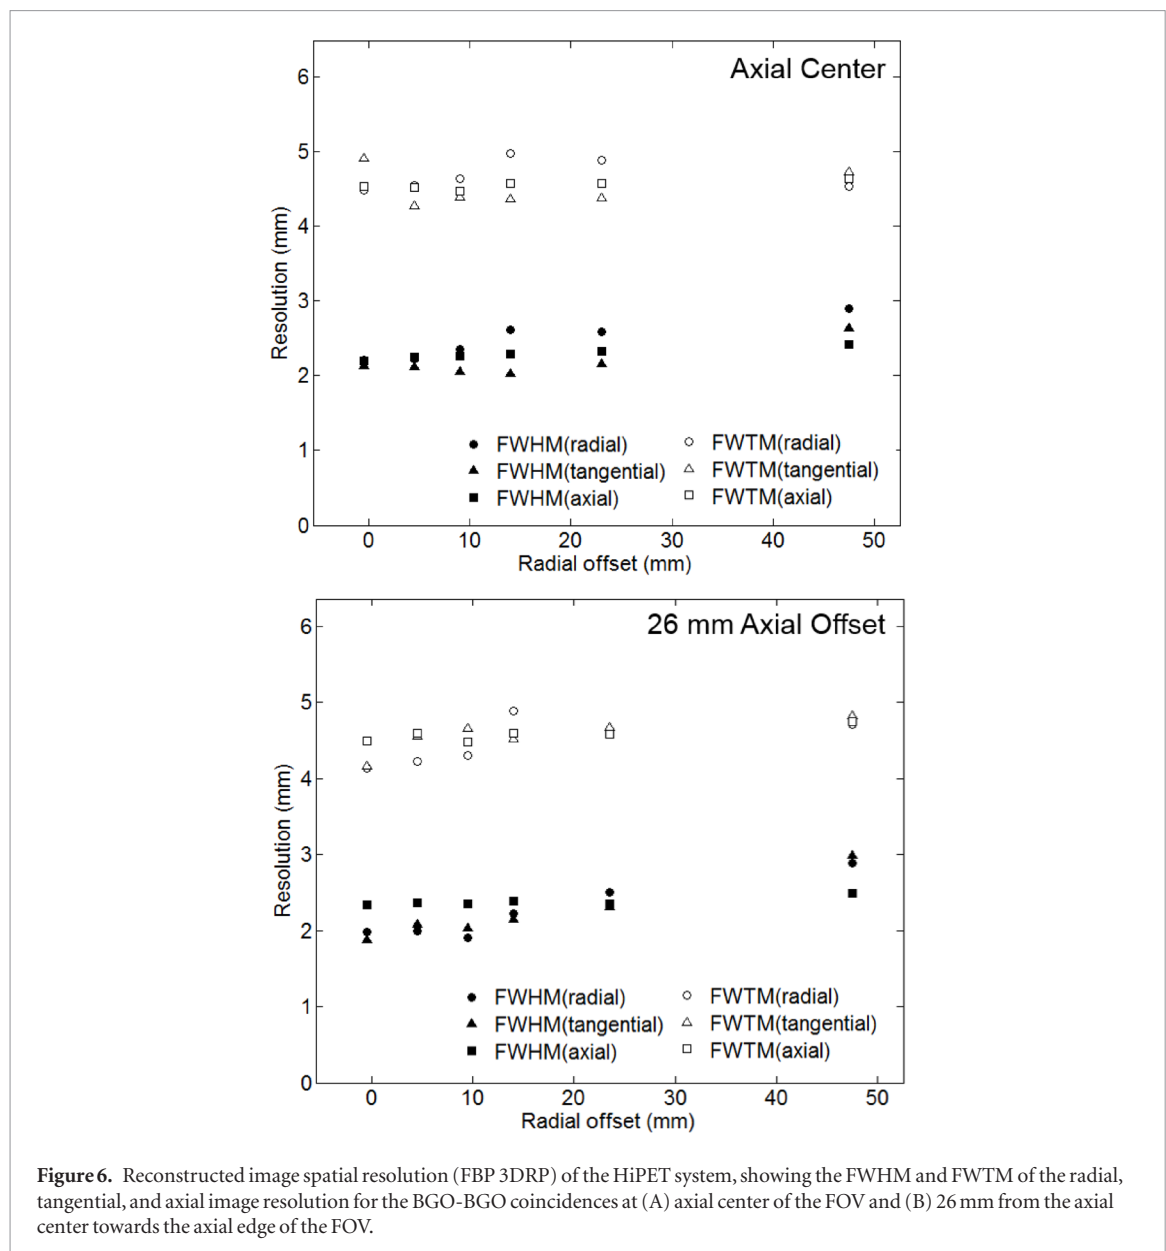 Axial Center
6
5
4
3
2
1
0
Resolution (mm)
FWHM(radial) FWTM(radial)
FWHM(tangential) FWTM(tangential)
FWHM(axial) FWTM(axial)
0 10 20 30 40 50
Radial offset (mm)
26 mm Axial Offset
6
5
4
3
2
1
0
Resolution (mm)
FWHM(radial) FWTM(radial)
FWHM(tangential) FWTM(tangential)
FWHM(axial) FWTM(axial)
0 10 20 30 40 50
Radial offset (mm)
Figure 6. Reconstructed image spatial resolution (FBP 3DRP) of the HiPET system, showing the FWHM and FWTM of the radial,
tangential, and axial image resolution for the BGO-BGO coincidences at (A) axial center of the FOV and (B) 26 mm from the axial
center towards the axial edge of the FOV.